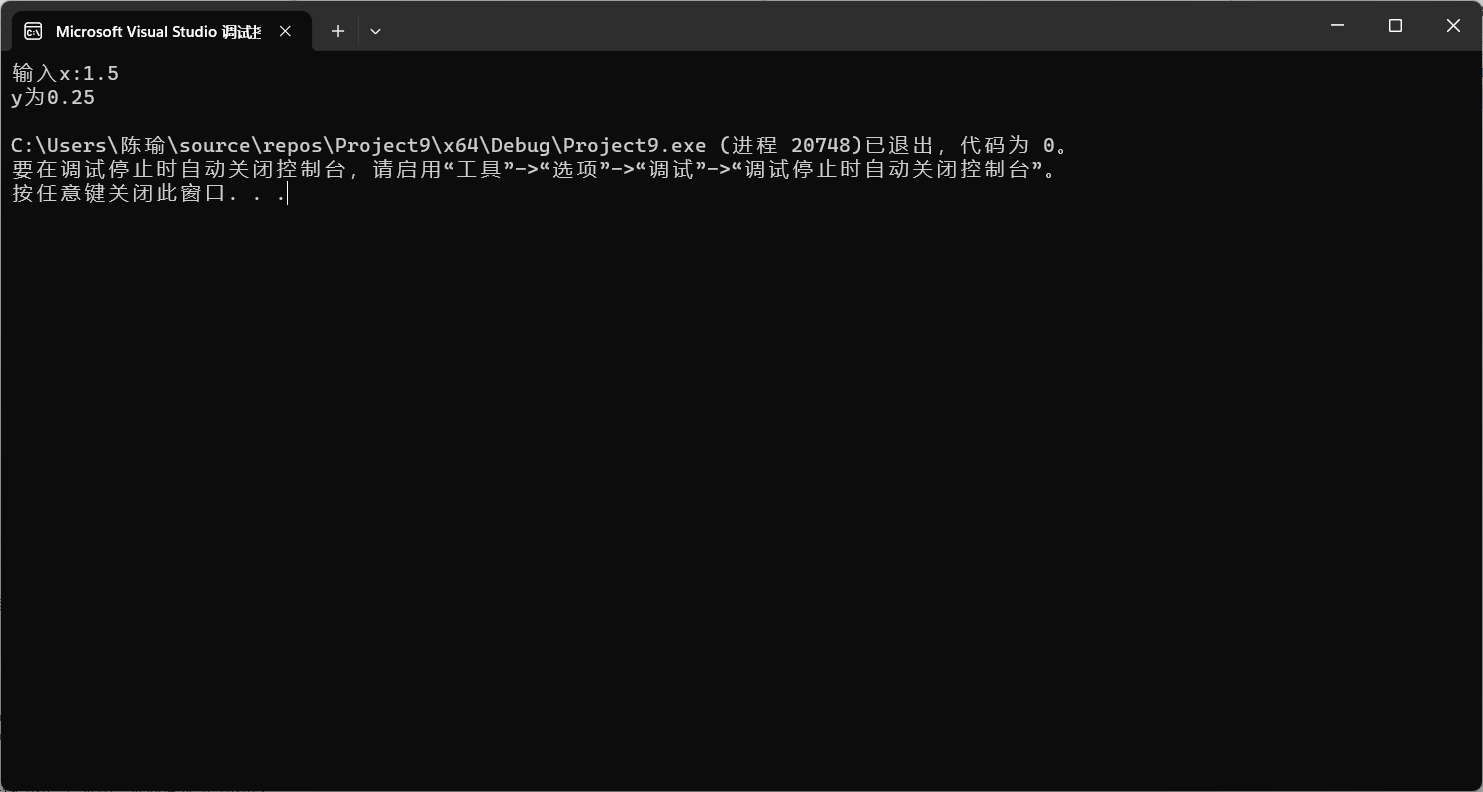 Microsoft Visual Studio 调试
输入x:1.5
y为0.25
C:\Users\陈瑜\source\repos\Project9\x64\Debug\Project9.exe (进程 20748)已退出，代码为 0。
要在调试停止时自动关闭控制台，请启用“工具”->“选项”->“调试”->“调试停止时自动关闭控制台”。
按任意键关闭此窗口. . .